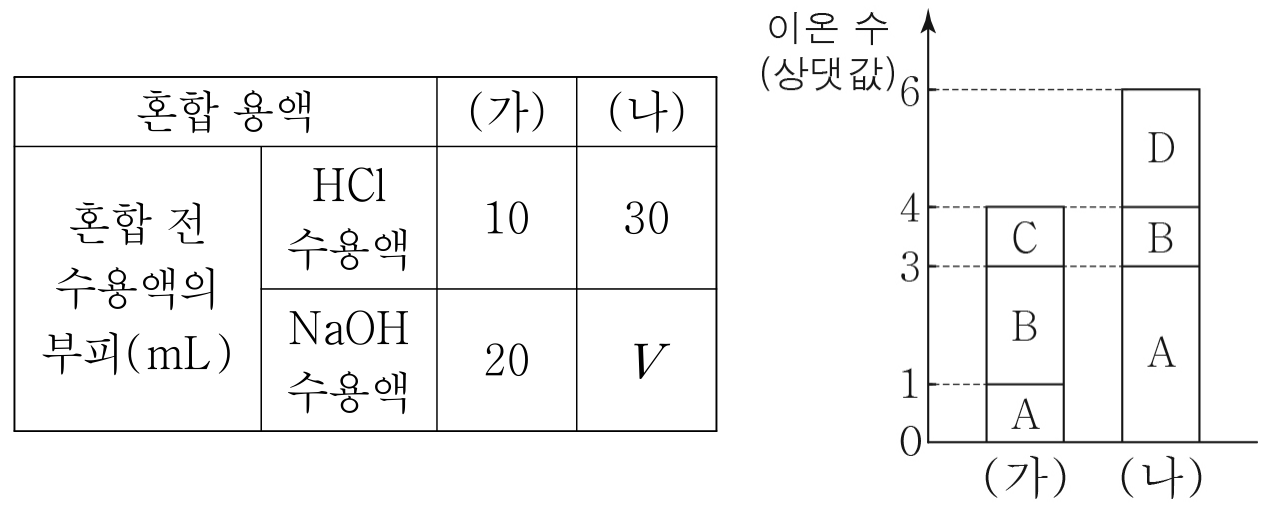 혼합 용액 (가) (나)
혼합 전
수용액의
부피(mL)
HCl
수용액
10 30
NaOH
수용액
20 V
이온 수
(상댓값)
6
4
3
1
0
C
B
A
D
B
A
(가) (나)